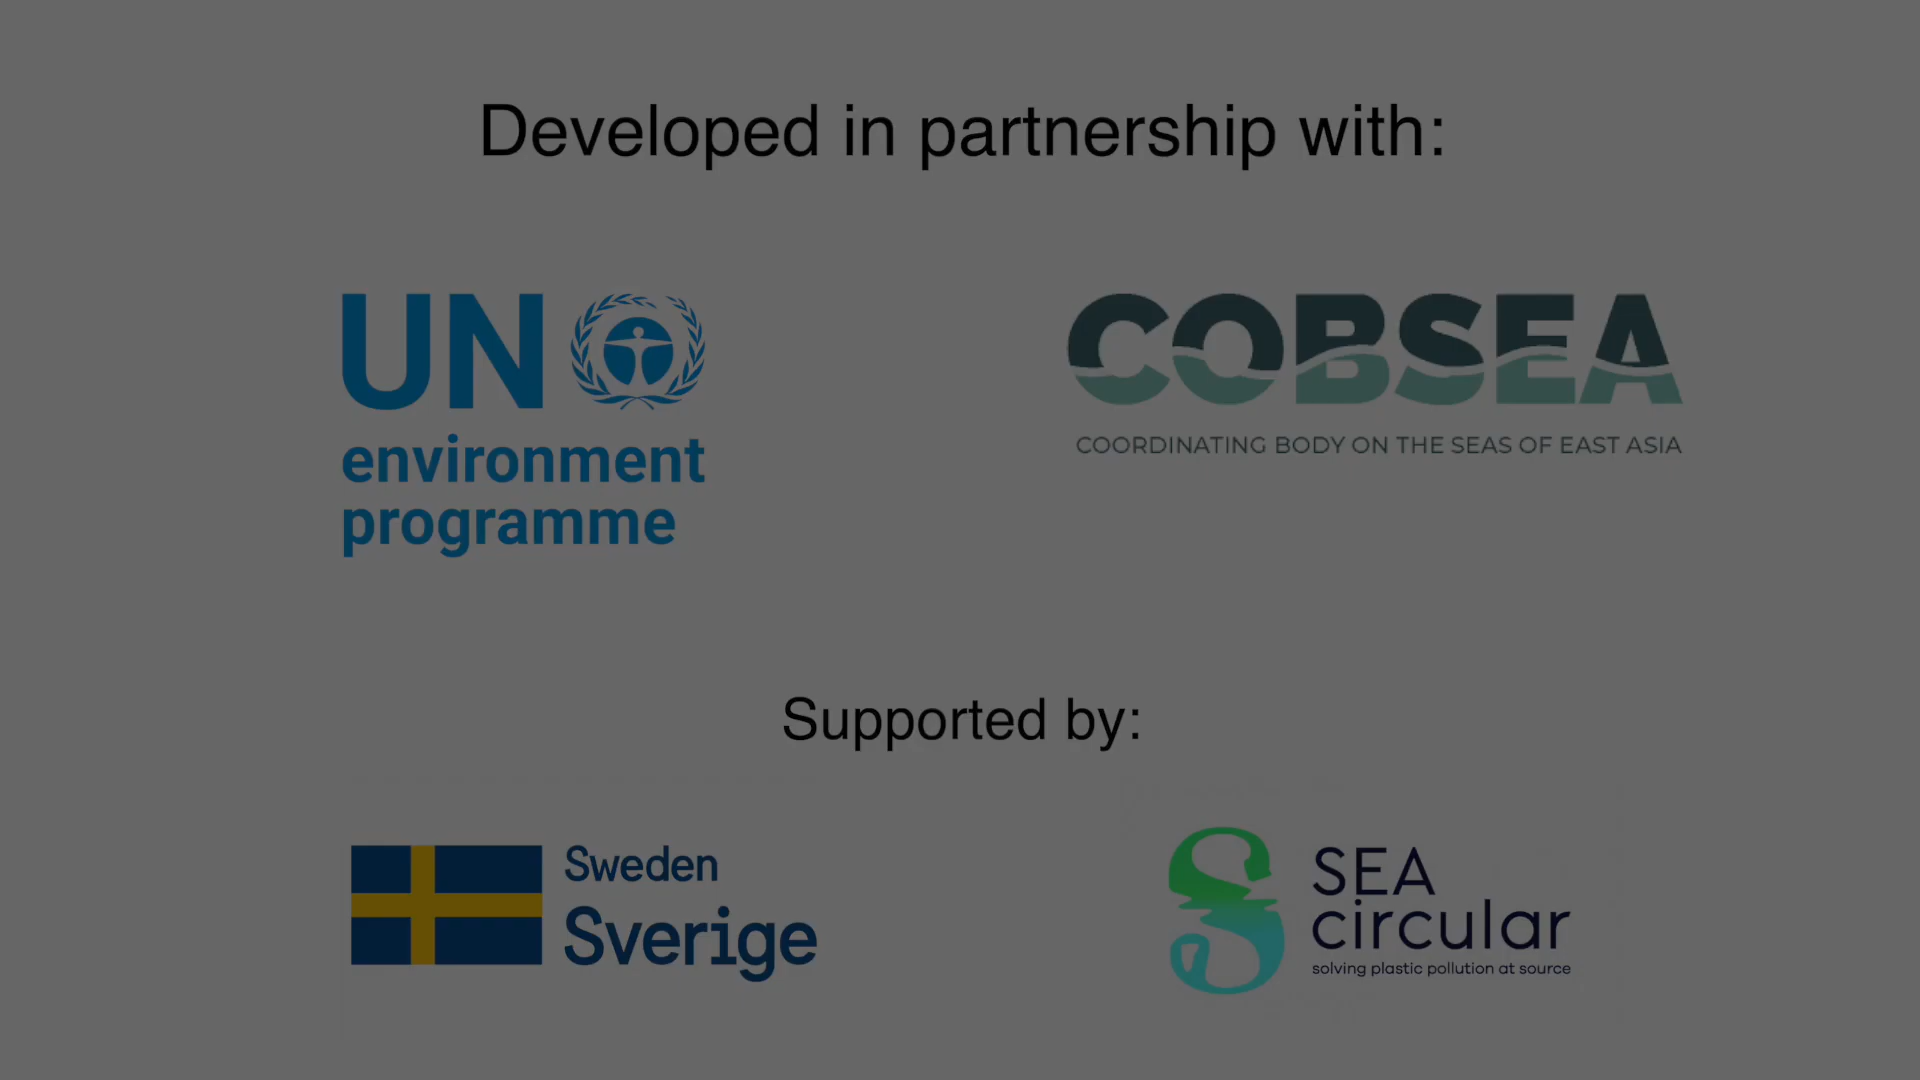 Developed in partnership with:
UN
environment
programme
COBSEA
COORDINATING BODY ON THE SEAS OF EAST ASIA
Supported by:
Sweden
Sverige
SEA
circular
solving plastic pollution at source